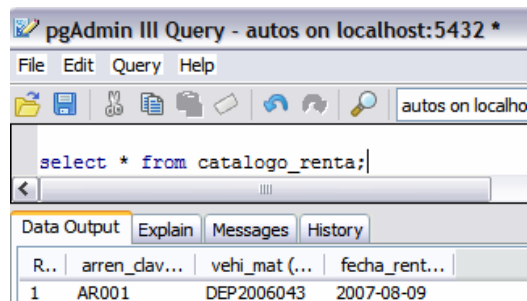 pgAdmin III Query - autos on localhost:5432 *
File Edit Query Help
autos on localho
select * from catalogo_renta;
Data Output Explain Messages History
R.. arren_clav... vehi_mat (... fecha_rent...
1 AR001 DEP2006043 2007-08-09